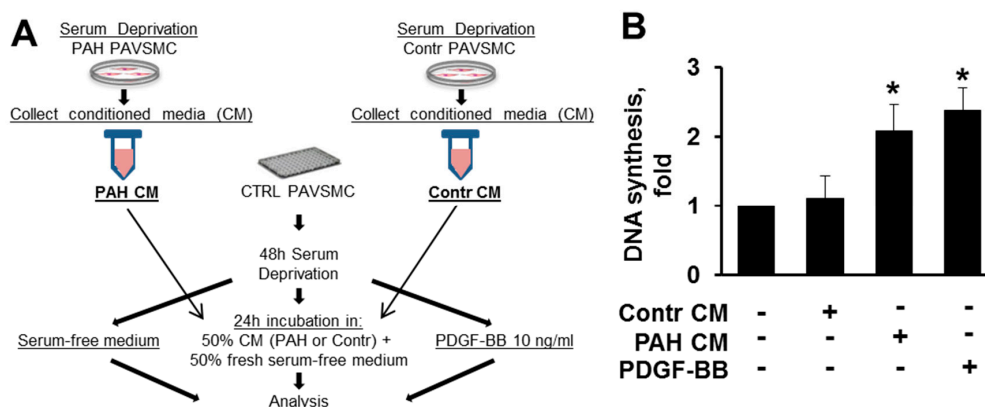 A
Serum Deprivation
PAH PAVSMC
Serum Deprivation
Contr PAVSMC
Collect conditioned media (CM)
Collect conditioned media (CM)
PAH CM
CTRL PAVSMC
Contr CM
48h Serum
Deprivation
Serum-free medium
24h incubation in:
50% CM (PAH or Contr) +
50% fresh serum-free medium
PDGF-BB 10 ng/ml
Analysis
B
DNA synthesis,
fold
3
2
1
0
* *
Contr CM - + - -
PAH CM - - + -
PDGF-BB - - - +